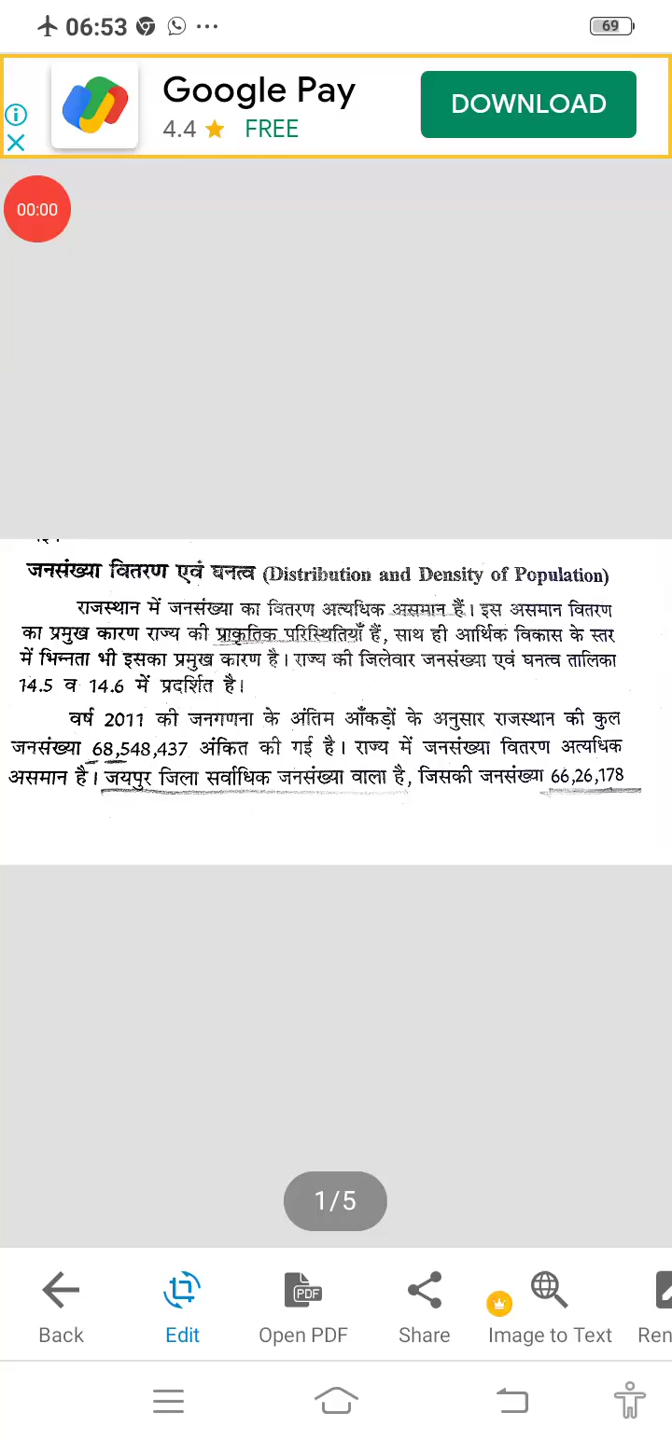 06:53
69
Google Pay
4.4 FREE
DOWNLOAD
00:00
जनसंख्या वितरण एवं घनत्व (Distribution and Density of Population)
राजस्थान में जनसंख्या का वितरण अत्यधिक असमान हैं। इस असमान वितरण
का प्रमुख कारण राज्य की प्राकृतिक परिस्थितियाँ हैं, साथ ही आर्थिक विकास के स्तर
में भिन्नता भी इसका प्रमुख कारण है। राज्य की जिलेवार जनसंख्या एवं घनत्व तालिका
14.5 व 14.6 में प्रदर्शित है।
वर्ष 2011 की जनगणना के अंतिम आँकड़ों के अनुसार राजस्थान की कुल
जनसंख्या 68,548,437 अंकित की गई है। राज्य में जनसंख्या वितरण अत्यधिक
असमान है। जयपुर जिला सर्वाधिक जनसंख्या वाला है, जिसकी जनसंख्या 66,26,178
1/5
Back Edit Open PDF Share Image to Text Ren
PDF